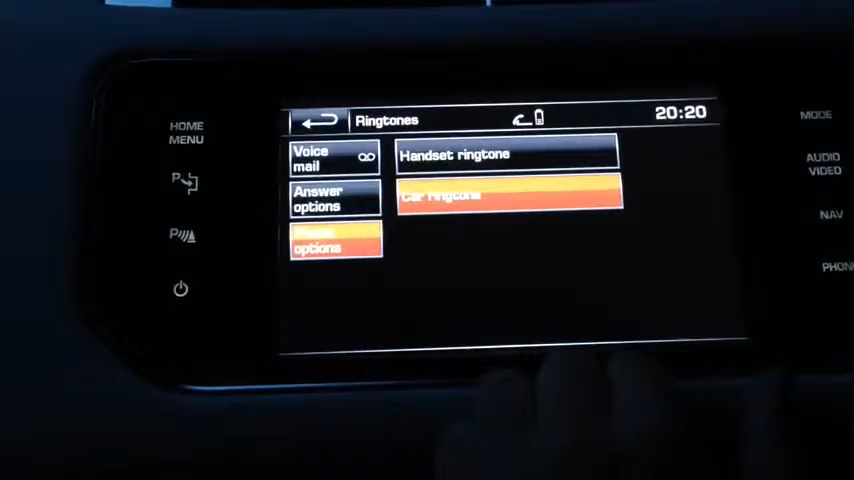 HOME
MENU
P
P
Ringtones
20:20
Voice
mail
Answer
options
options
Handset ringtone
Car ringtone
MODE
AUDIO
VIDEO
NAV
PHONE